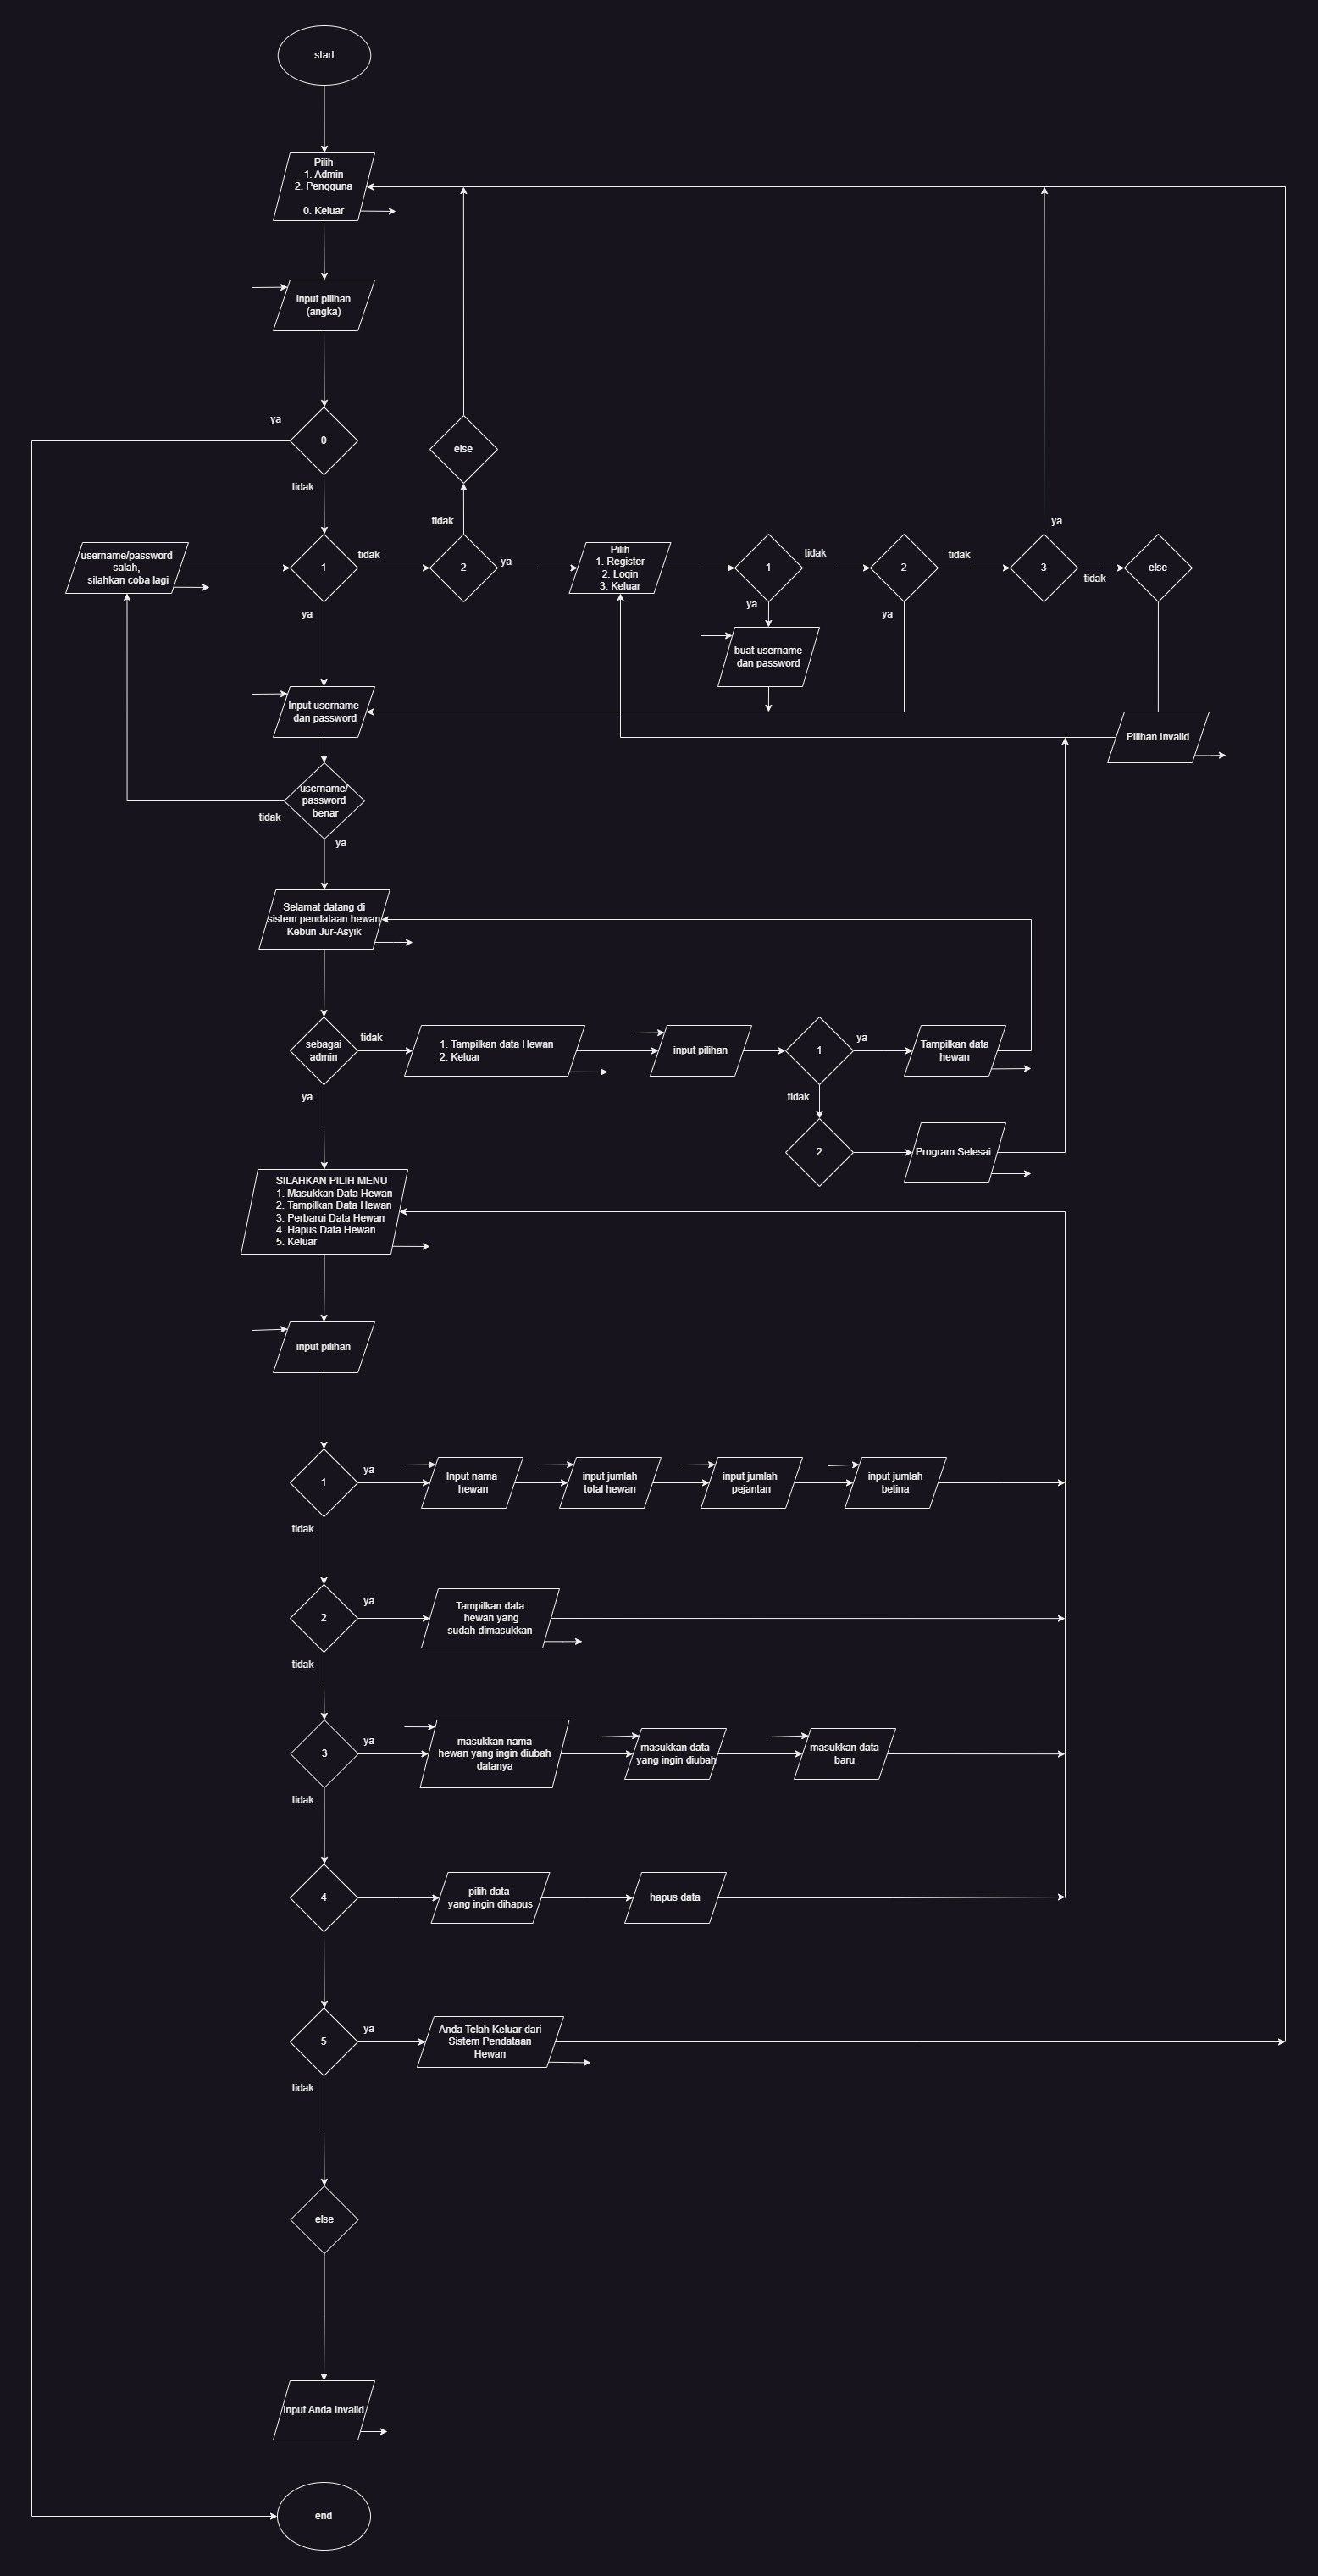 start
Pilih
1. Admin
2. Pengguna
0. Keluar
input pilihan
(angka)
ya
0
tidak
else
tidak
username/password
salah,
silahkan coba lagi
1
tidak
2
ya
Pilih
1. Register
2. Login
3. Keluar
1
tidak
2
tidak
ya
3
tidak
else
ya
ya
buat username
dan password
ya
Input username
dan password
Pilihan Invalid
username/
password
benar
tidak
ya
Selamat datang di
sistem pendataan hewan
Kebun Jur-Asyik
sebagai
admin
tidak
1. Tampilkan data Hewan
2. Keluar
input pilihan
1
ya
Tampilkan data
hewan
ya
tidak
2
Program Selesai.
SILAHKAN PILIH MENU
1. Masukkan Data Hewan
2. Tampilkan Data Hewan
3. Perbarui Data Hewan
4. Hapus Data Hewan
5. Keluar
input pilihan
1
ya
Input nama
hewan
input jumlah
total hewan
input jumlah
pejantan
input jumlah
betina
tidak
2
ya
Tampilkan data
hewan yang
sudah dimasukkan
tidak
3
ya
masukkan nama
hewan yang ingin diubah
datanya
masukkan data
yang ingin diubah
masukkan data
baru
tidak
4
pilih data
yang ingin dihapus
hapus data
5
ya
Anda Telah Keluar dari
Sistem Pendataan
Hewan
tidak
else
Input Anda Invalid
end